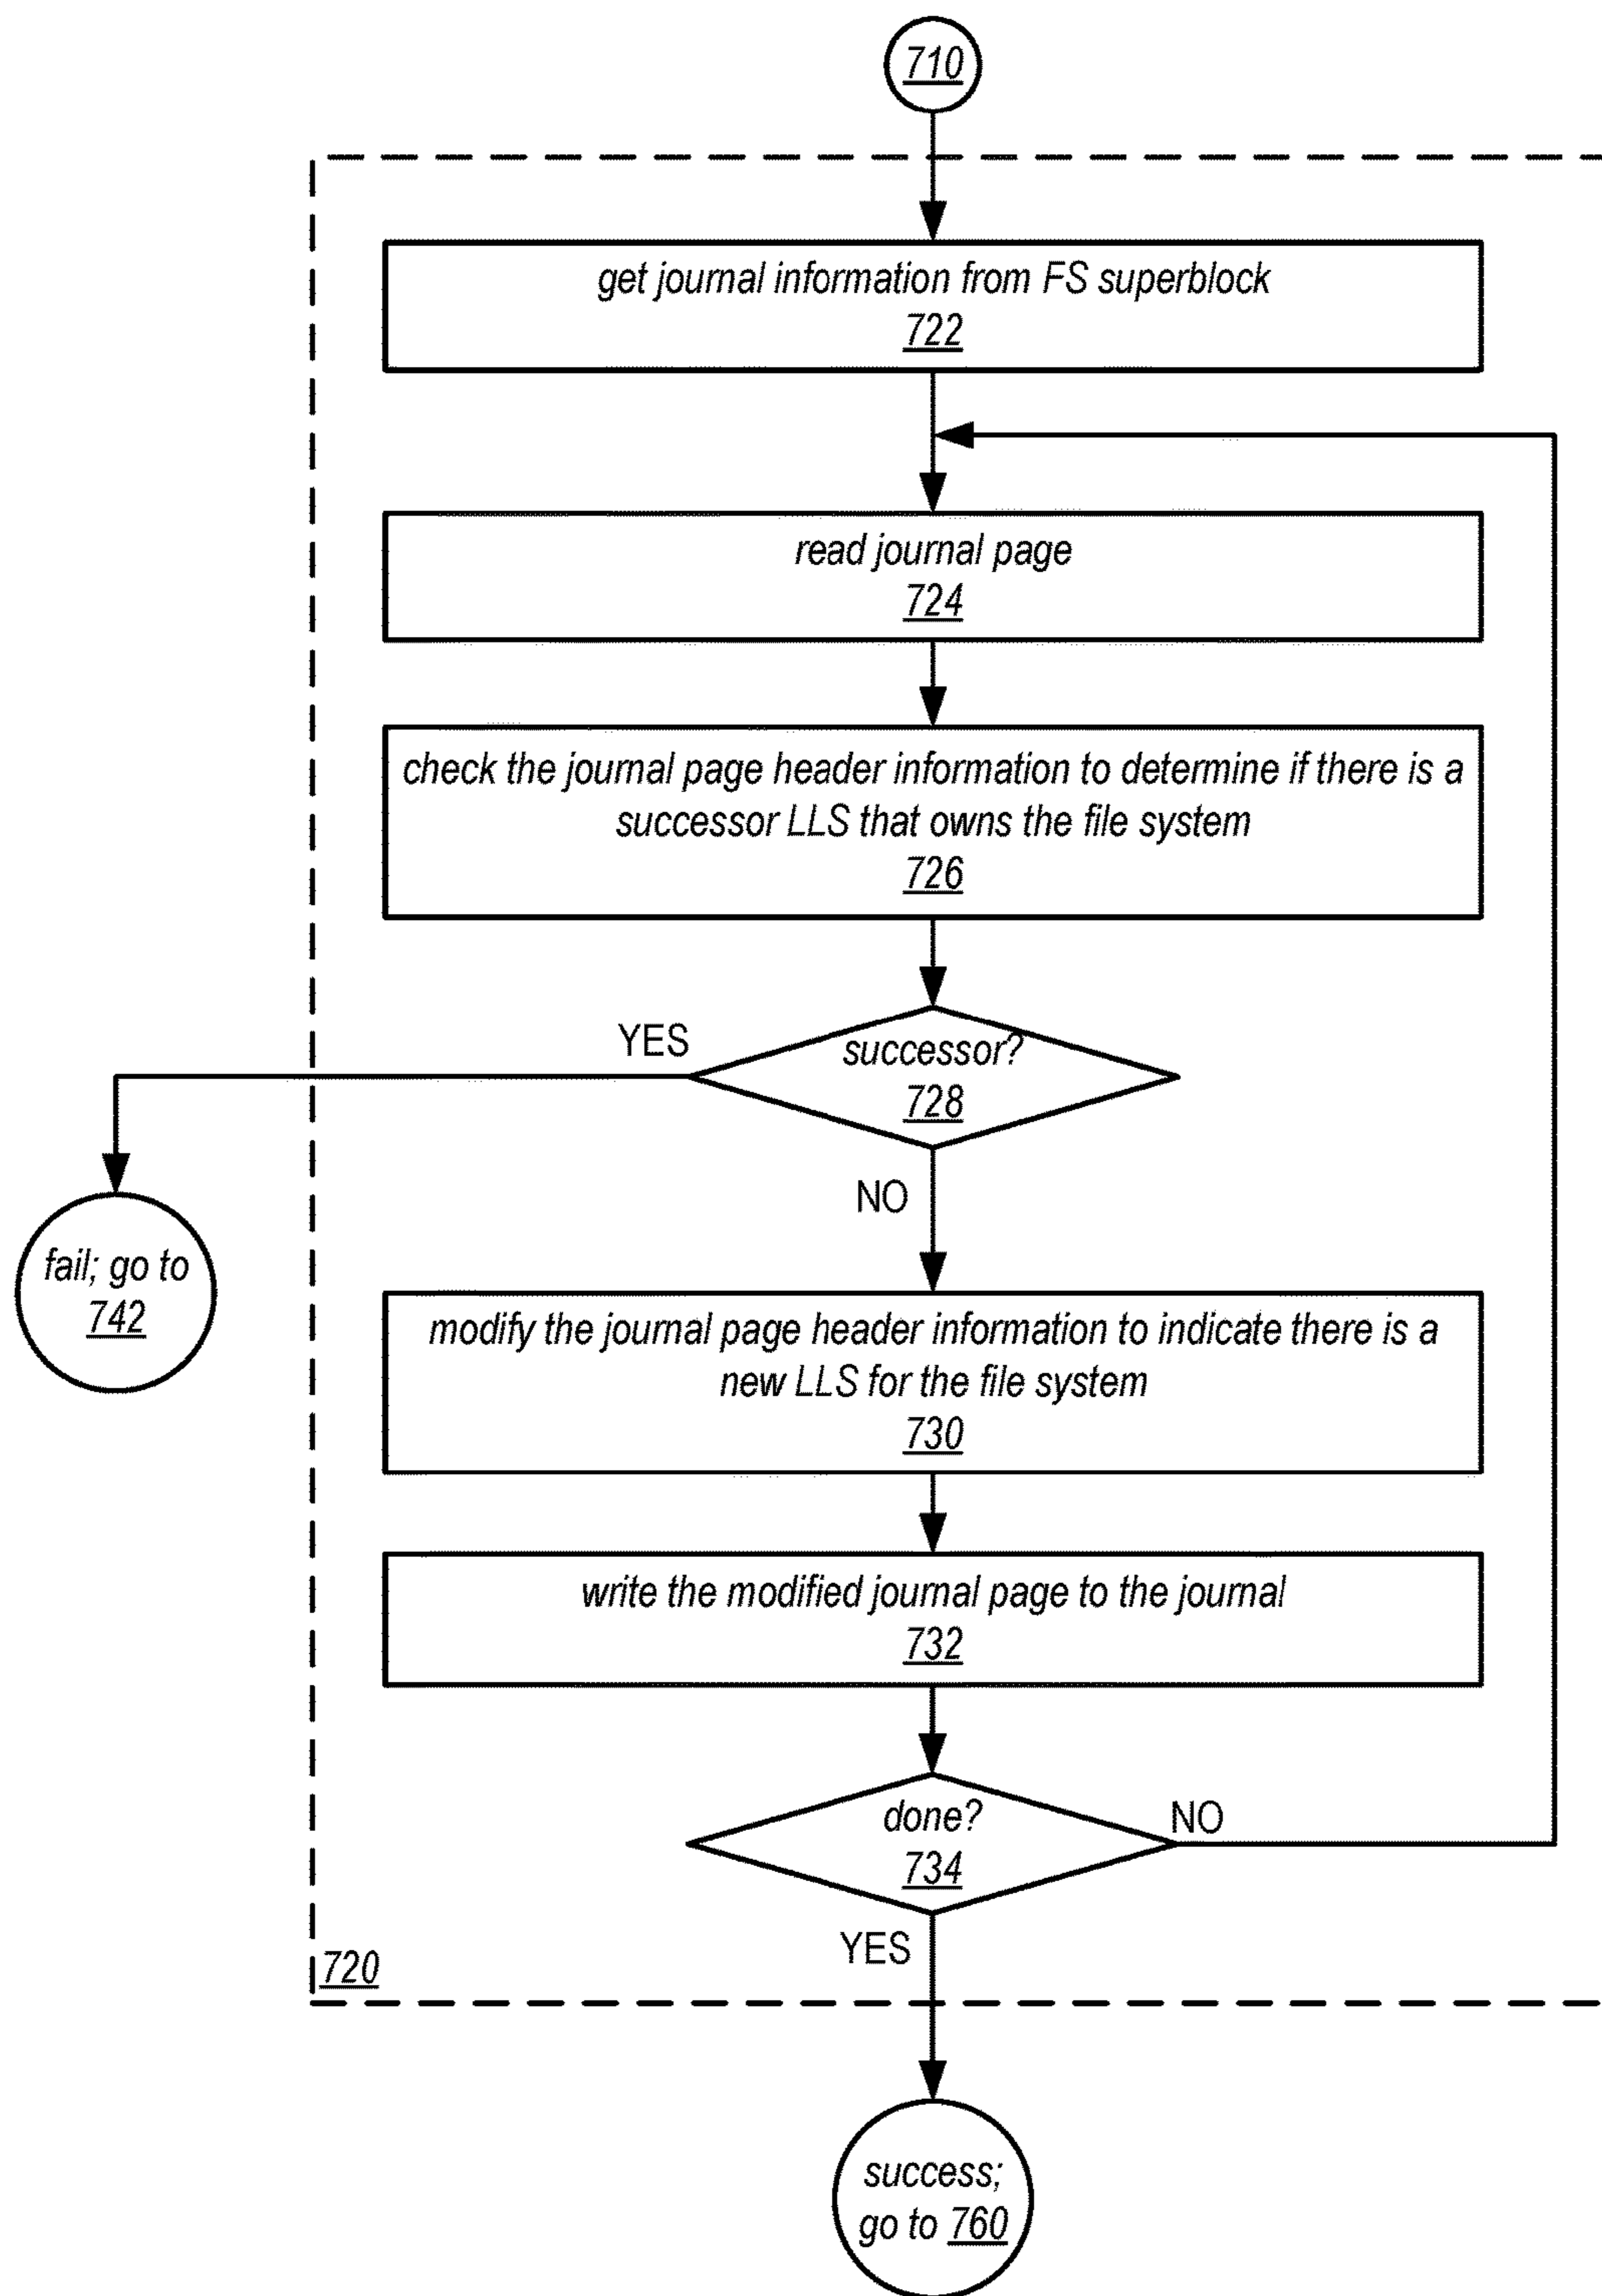 710
get journal information from FS superblock
722
read journal page
724
check the journal page header information to determine if there is a
successor LLS that owns the file system
726
YES
successor?
728
NO
fail; go to
742
modify the journal page header information to indicate there is a
new LLS for the file system
730
write the modified journal page to the journal
732
done?
734
NO
YES
720
success;
go to 760